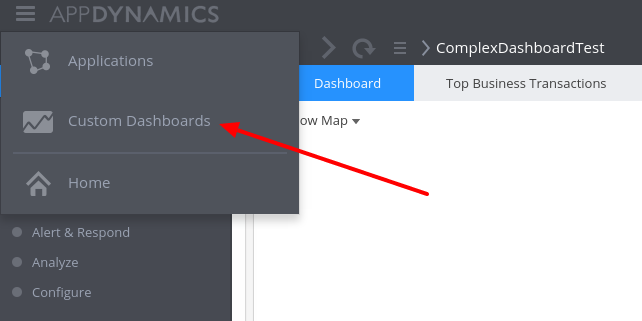 APPDYNAMICS
ComplexDashboardTest
Applications
Dashboard
Top Business Transactions
Custom Dashboards
ow Map
Home
Alert & Respond
Analyze
Configure